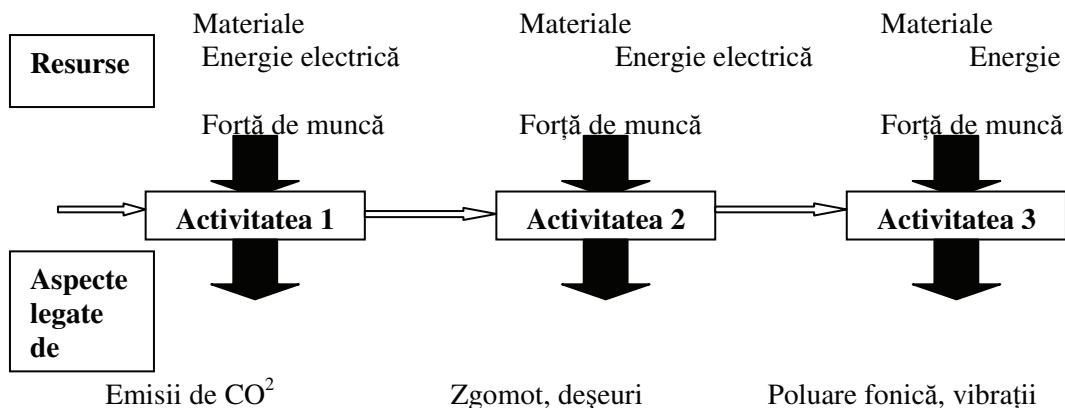 Materiale Materiale Materiale
Resurse Energie electrică Energie electrică Energie
Forță de muncă Forță de muncă Forță de muncă
Activitatea 1 Activitatea 2 Activitatea 3
Aspecte
legate
de
Emisii de CO² Zgomot, deșeuri Poluare fonică, vibrații